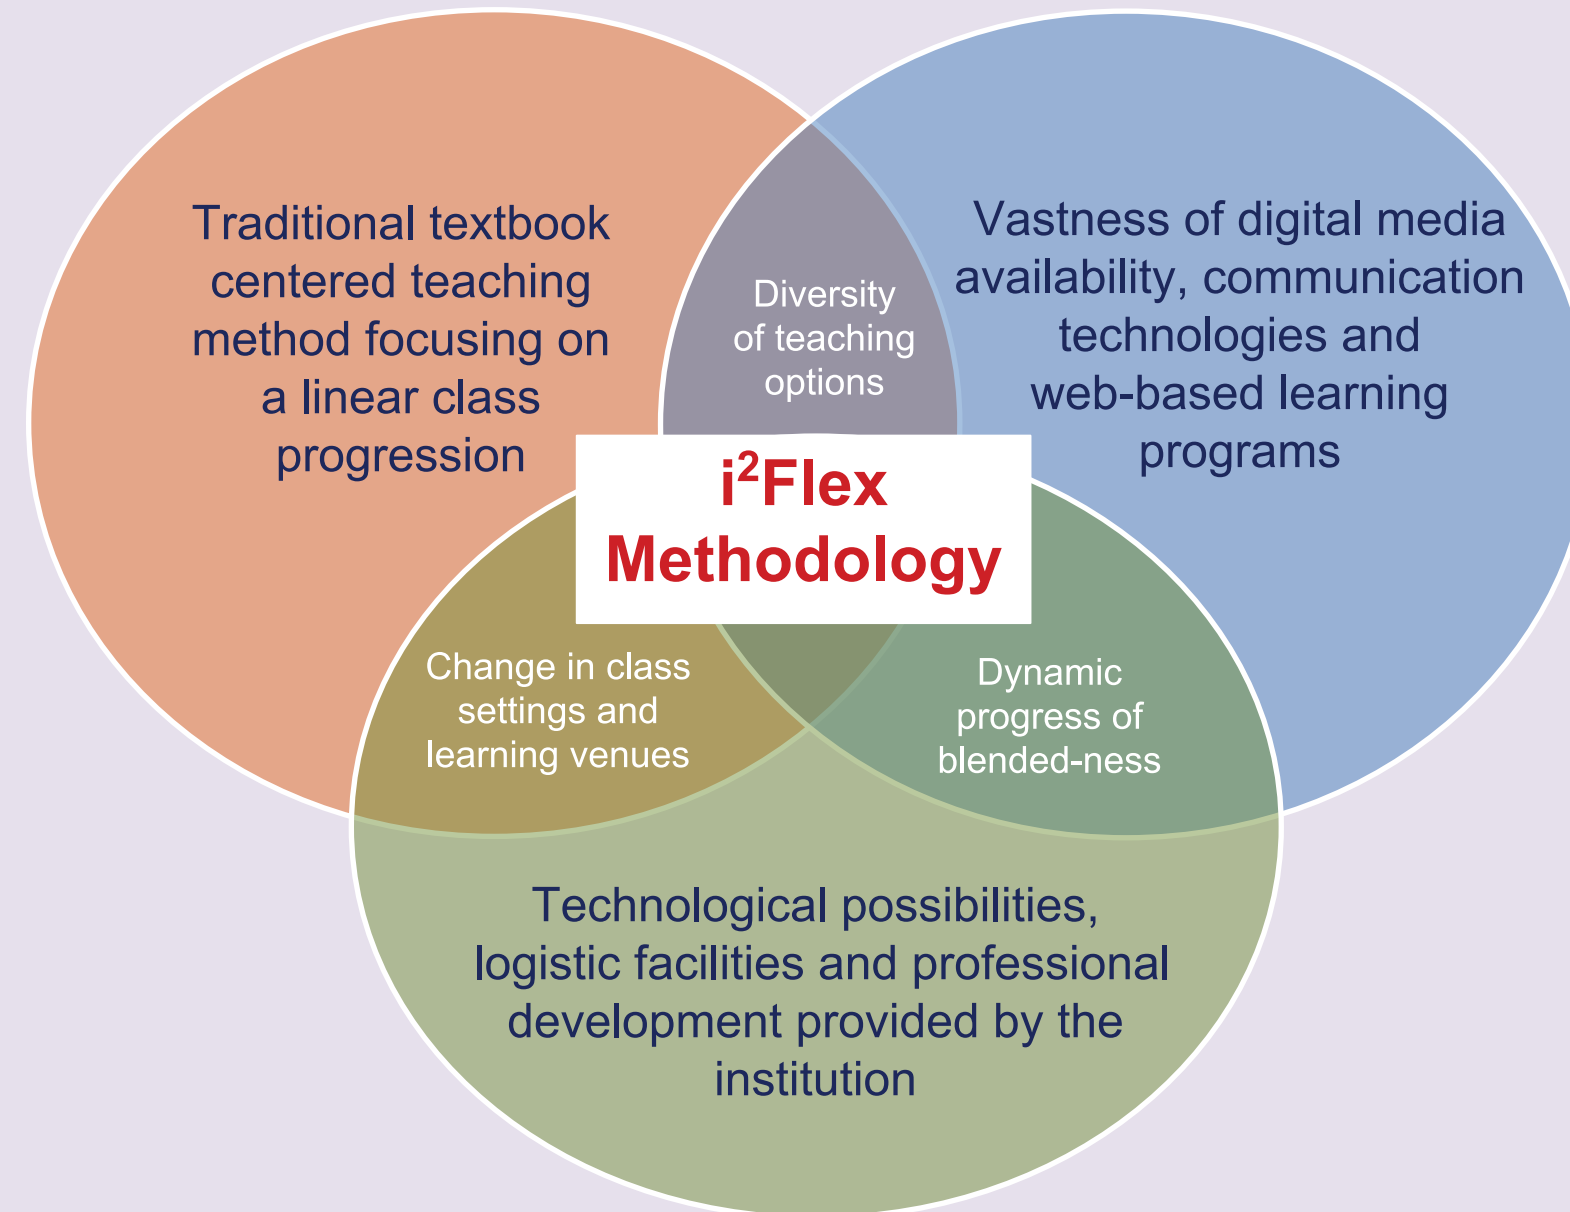 Traditional textbook
centered teaching
method focusing on
a linear class
progression
Diversity
of teaching
options
Vastness of digital media
availability, communication
technologies and
web-based learning
programs
i²Flex
Methodology
Change in class
settings and
learning venues
Dynamic
progress of
blended-ness
Technological possibilities,
logistic facilities and professional
development provided by the
institution